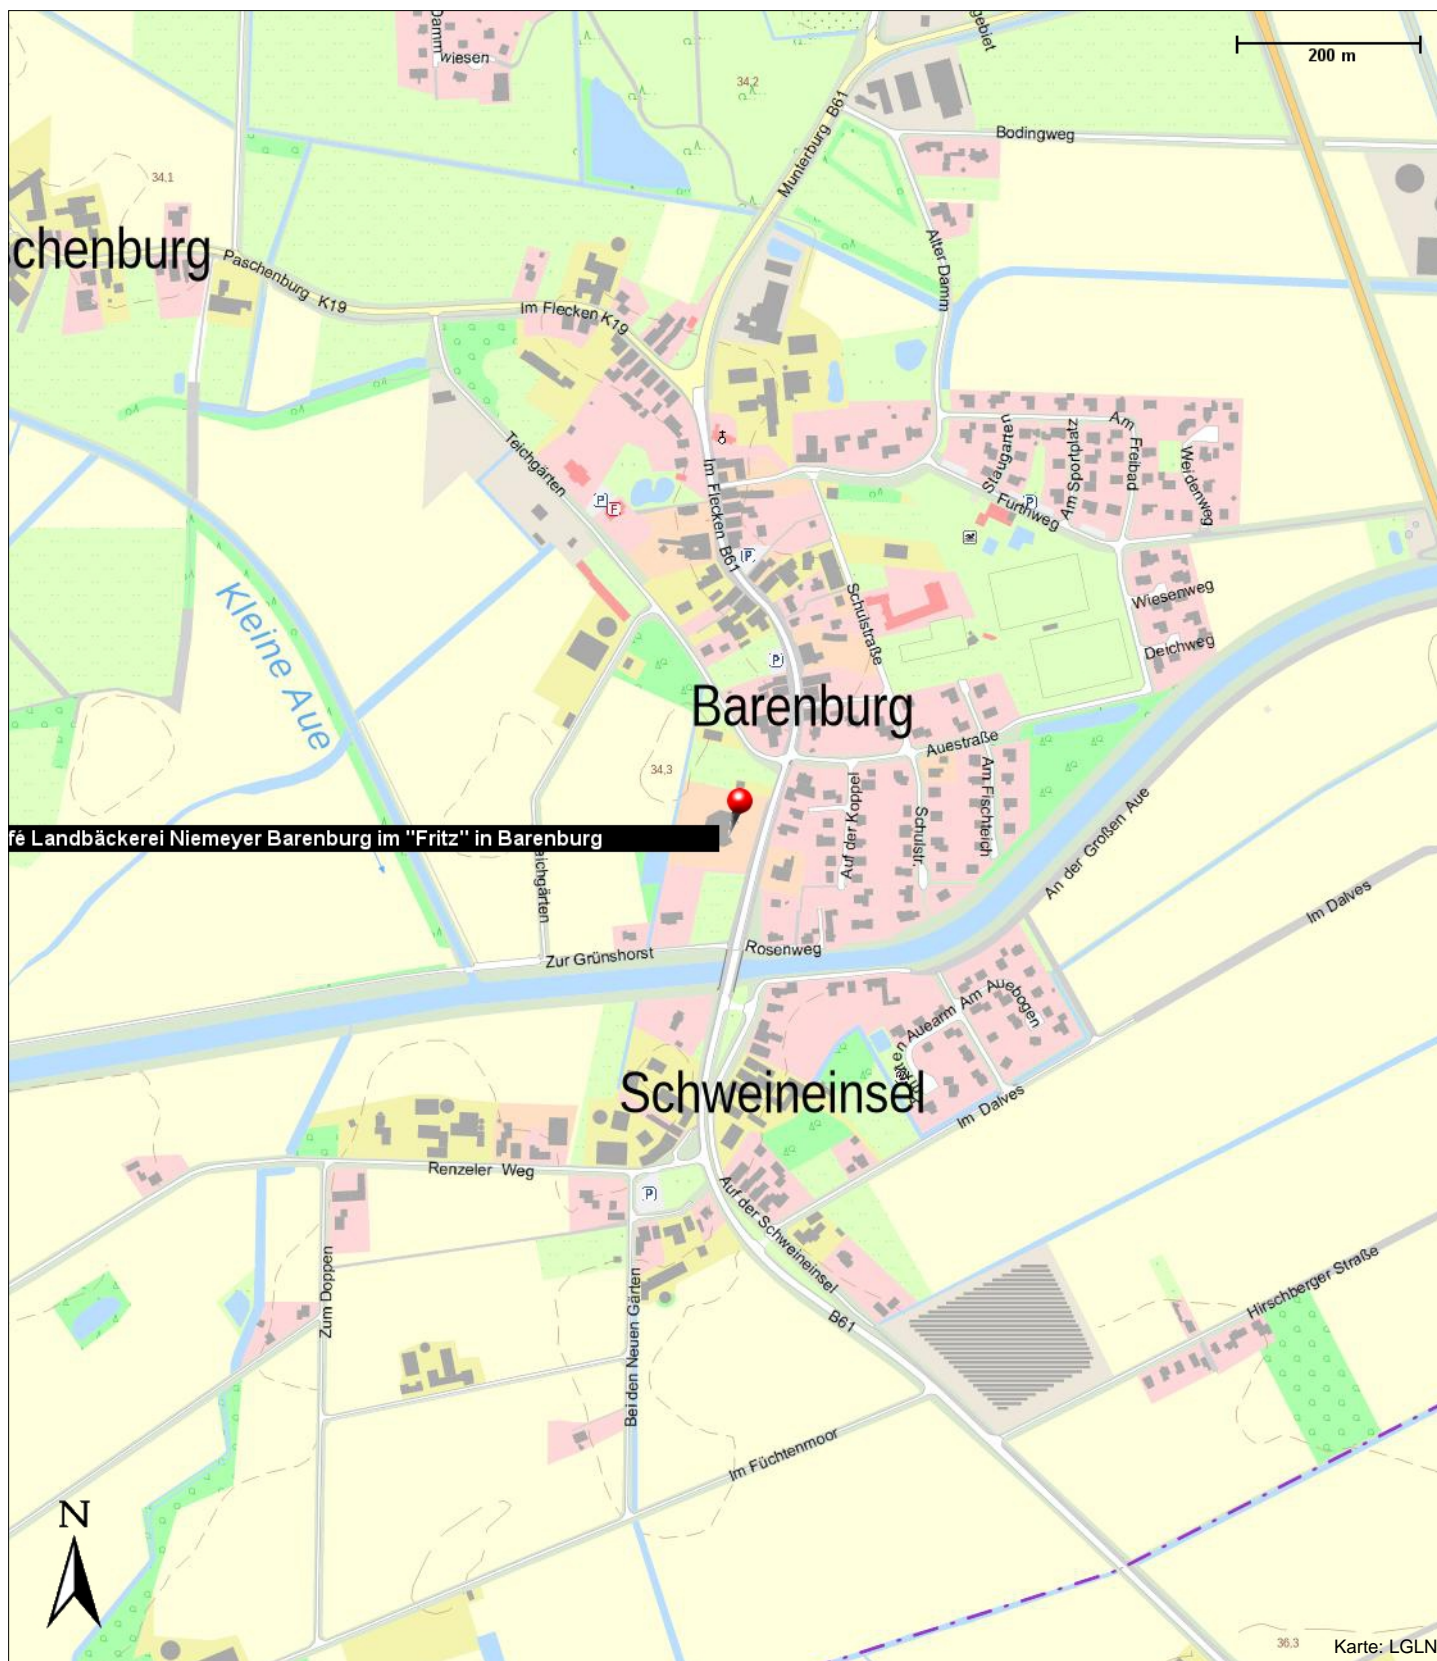 200 m
Damm
wiesen
gebiet
34,2
Munterburg B61
Bodingweg
34,1
schenburg
Paschenburg K19
Im Flecken K19
Alter Damm
Teichgärten
Im Flecken B61
P
F
P
Staugarten
Am Sportplatz
Am Freibad
Weidenweg
P
Furthweg
Kleine Aue
Schulstraße
Wiesenweg
Deichweg
P
Barenburg
Auestraße
34,3
Auf der Koppel
Schulstr.
Am Fischteich
An der Großen Aue
fé Landbäckerei Niemeyer Barenburg im "Fritz" in Barenburg
eichgärten
Im Dalves
Zur Grünshorst
Rosenweg
Auearm
Am Auebogen
Schweineinsel
Im Dalves
Renzeler Weg
P
Auf der Schweineinsel
B61
Zum Doppen
Bei den Neuen Gärten
Hirschberger Straße
Im Füchtenmoor
N
36,3
Karte: LGLN